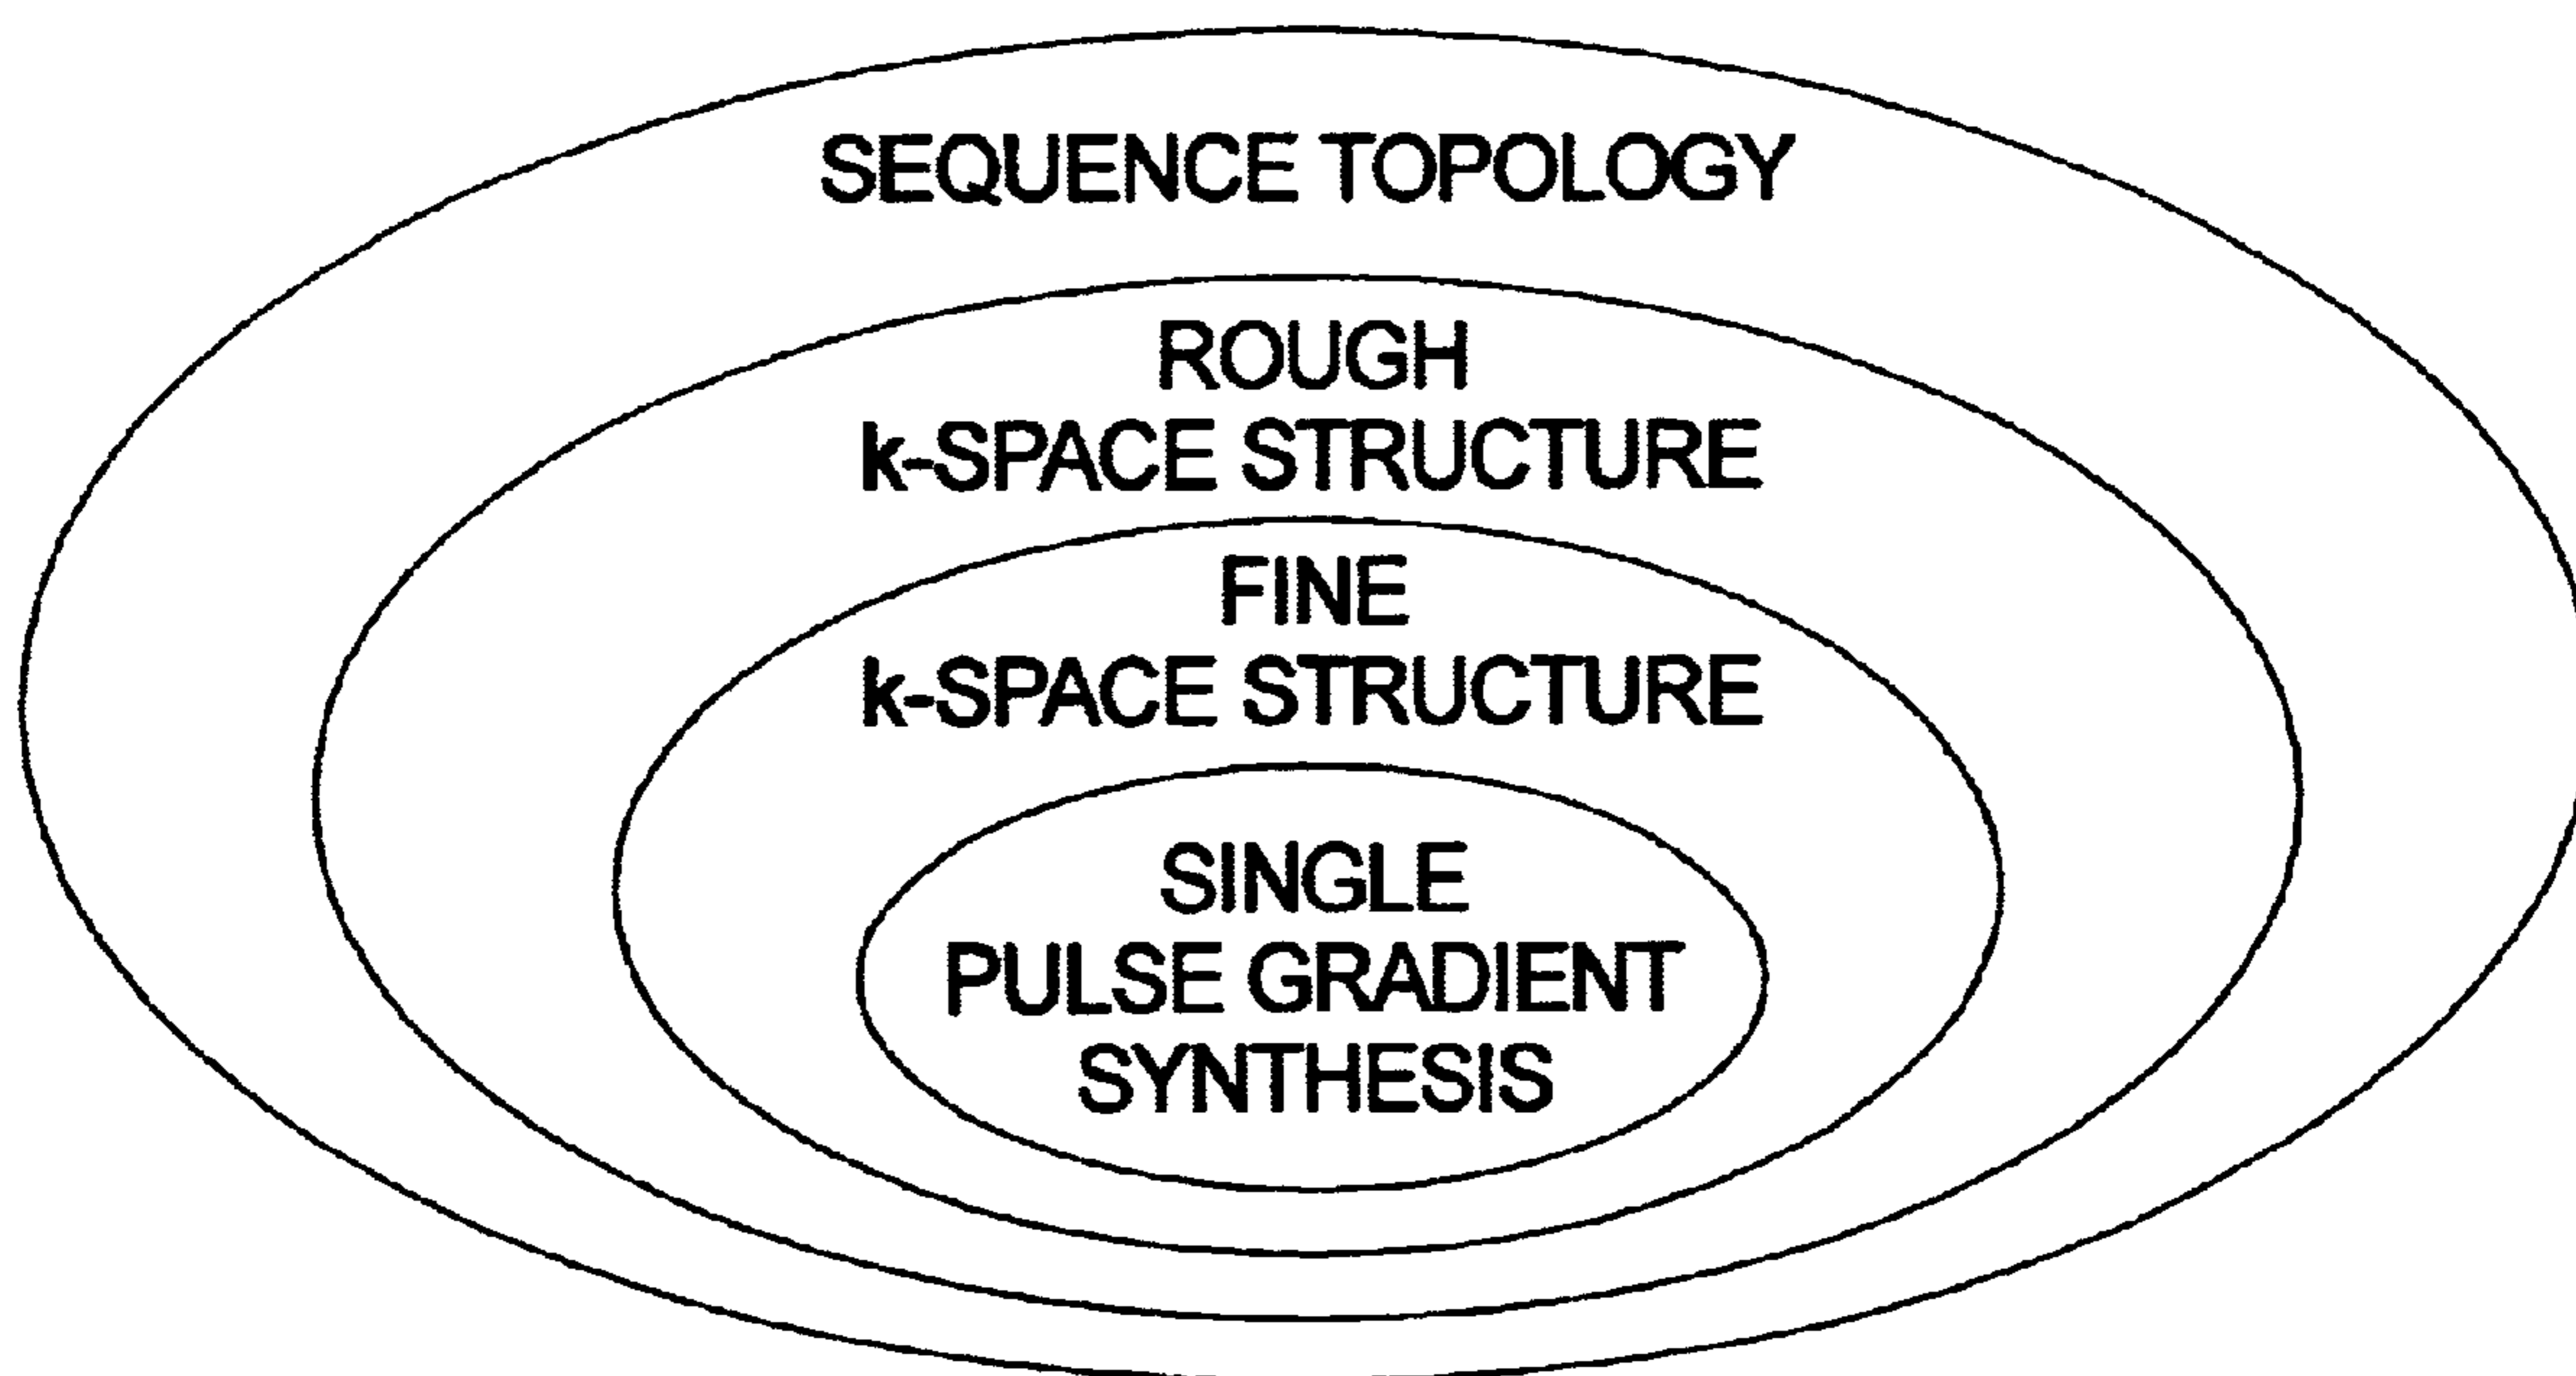 SEQUENCE TOPOLOGY
ROUGH
k-SPACE STRUCTURE
FINE
k-SPACE STRUCTURE
SINGLE
PULSE GRADIENT
SYNTHESIS